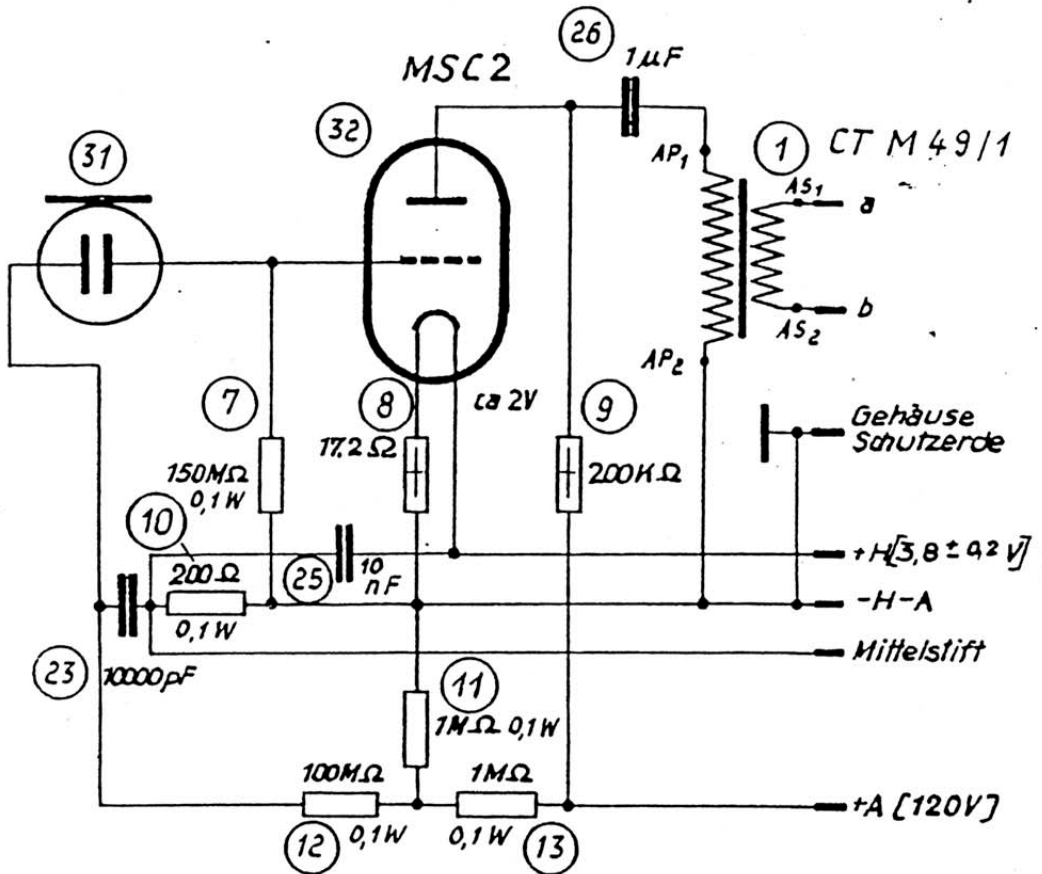 26
1µF
MSC2
32
31
1
CT M 49/1
AP₁
AS₁
a
b
AS₂
AP₂
ca 2V
7
8
9
17,2Ω
Gehäuse
Schutzerde
150MΩ
0,1W
200KΩ
10
200Ω
0,1W
25
10
nF
+H[3,8 ± 0,2 V]
-H-A
Mittelstift
23
10000pF
11
1MΩ 0,1W
100MΩ
0,1W
12
1MΩ
0,1W
13
+A [120V]